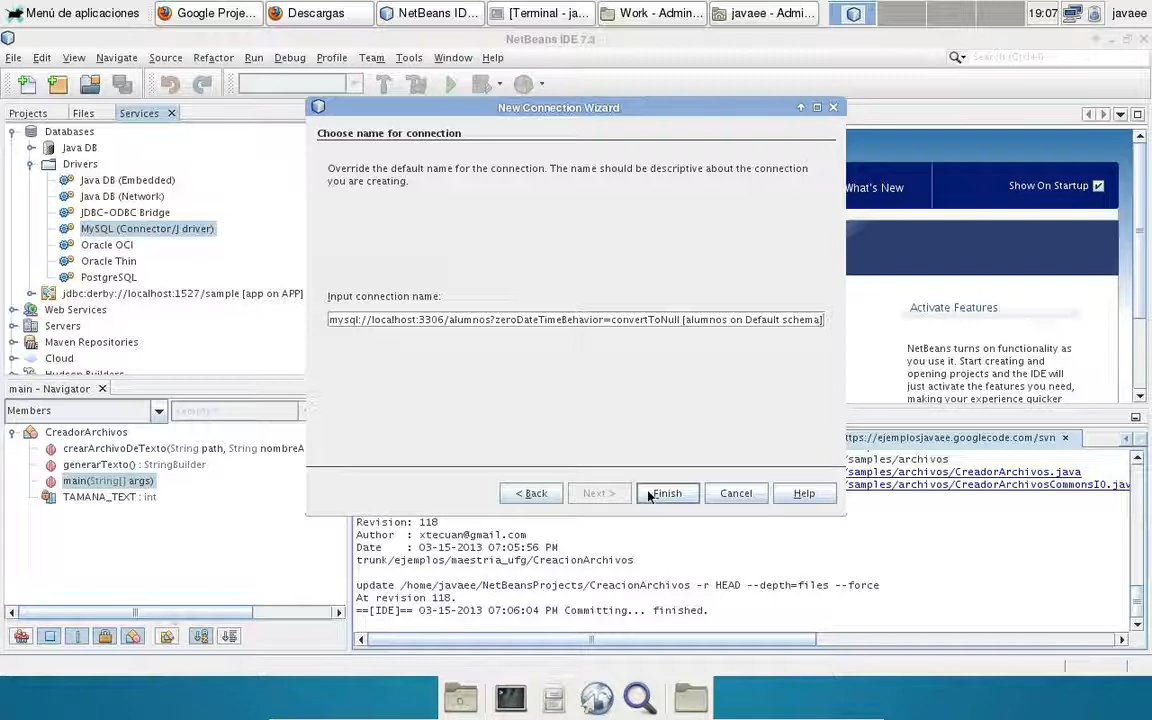 Menú de aplicaciones
Google Proje...
Descargas
NetBeans ID...
[Terminal - ja...
Work - Admin...
javaee - Admi...
19:07
javaee
NetBeans IDE 7.3
File Edit View Navigate Source Refactor Run Debug Profile Team Tools Window Help
Search (Ctrl+I)
Projects Files Services
Databases
Java DB
Drivers
Java DB (Embedded)
Java DB (Network)
JDBC-ODBC Bridge
MySQL (Connector/J driver)
Oracle OCI
Oracle Thin
PostgreSQL
jdbc:derby://localhost:1527/sample [app on APP]
Web Services
Servers
Maven Repositories
Cloud
Hudson Builders
main - Navigator
Members
CreadorArchivos
crearArchivoDeTexto(String path, String nombreA
generarTexto() : StringBuilder
main(String[] args)
TAMANA_TEXT : int
New Connection Wizard
Choose name for connection
Override the default name for the connection. The name should be descriptive about the connection
you are creating.
Input connection name:
mysql://localhost:3306/alumnos?zeroDateTimeBehavior=convertToNull [alumnos on Default schema]
< Back Next > Finish Cancel Help
What's New
Show On Startup
Activate Features
NetBeans turns on functionality as
you use it. Start creating and
opening projects and the IDE will
just activate the features you need,
making your experience quicker
ttps://ejemplosjavaee.googlecode.com/svn
/samples/archivos
/samples/archivos/CreadorArchivos.java
/samples/archivos/CreadorArchivosCommonsIO.jav
Revision: 118
Author : xtecuan@gmail.com
Date : 03-15-2013 07:05:56 PM
trunk/ejemplos/maestria_ufg/CreacionArchivos
update /home/javaee/NetBeansProjects/CreacionArchivos -r HEAD --depth=files --force
At revision 118.
==[IDE]== 03-15-2013 07:06:04 PM Committing... finished.